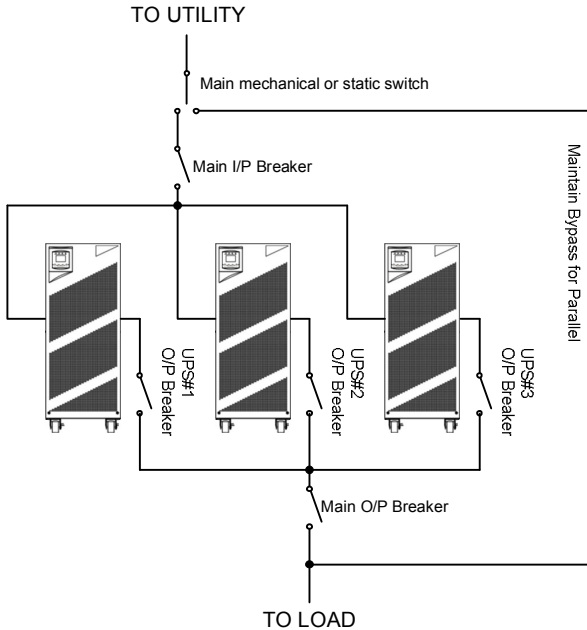 TO UTILITY
Main mechanical or static switch
Main I/P Breaker
Maintain Bypass for Parallel
UPS#1
O/P Breaker
UPS#2
O/P Breaker
UPS#3
O/P Breaker
Main O/P Breaker
TO LOAD